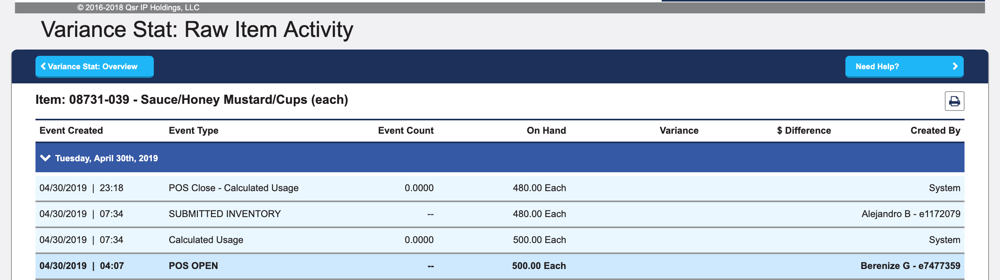 © 2016-2018 Qsr IP Holdings, LLC
Variance Stat: Raw Item Activity
Variance Stat: Overview
Need Help?
Item: 08731-039 - Sauce/Honey Mustard/Cups (each)
Event Created Event Type Event Count On Hand Variance $ Difference Created By
Tuesday, April 30th, 2019
04/30/2019 | 23:18 POS Close - Calculated Usage 0.0000 480.00 Each System
04/30/2019 | 07:34 SUBMITTED INVENTORY -- 480.00 Each Alejandro B - e1172079
04/30/2019 | 07:34 Calculated Usage 0.0000 500.00 Each System
04/30/2019 | 04:07 POS OPEN -- 500.00 Each Berenize G - e7477359